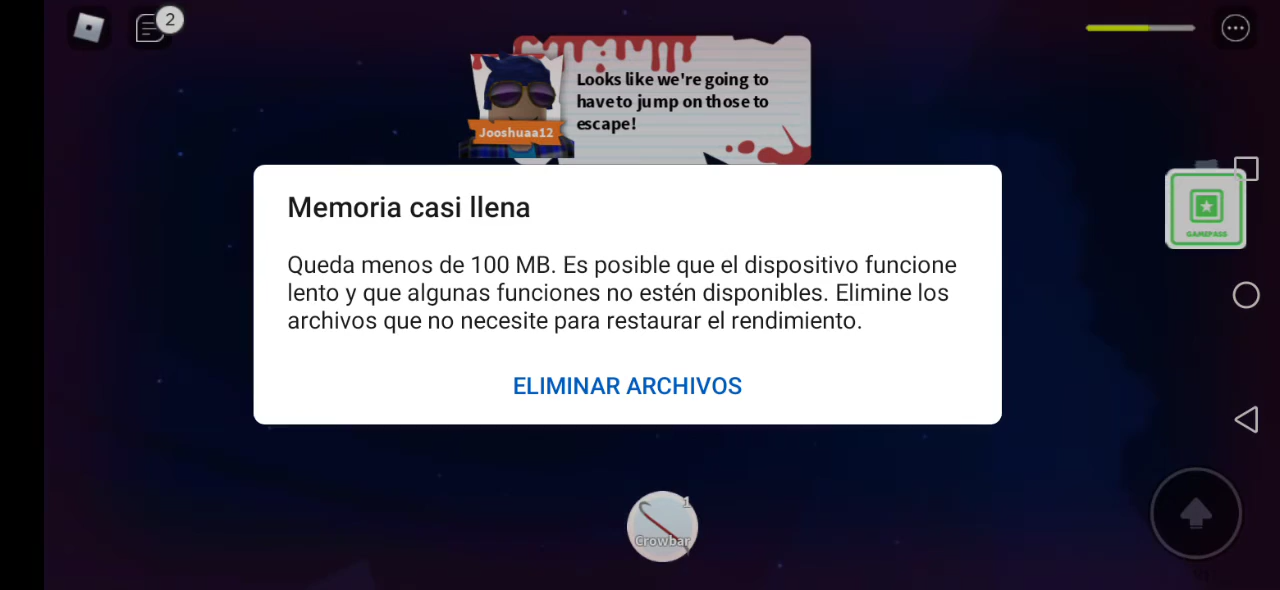 2
Looks like we're going to
have to jump on those to
escape!
Jooshuaa12
Memoria casi llena
Queda menos de 100 MB. Es posible que el dispositivo funcione
lento y que algunas funciones no estén disponibles. Elimine los
archivos que no necesite para restaurar el rendimiento.
ELIMINAR ARCHIVOS
GAMEPASS
1
Crowbar